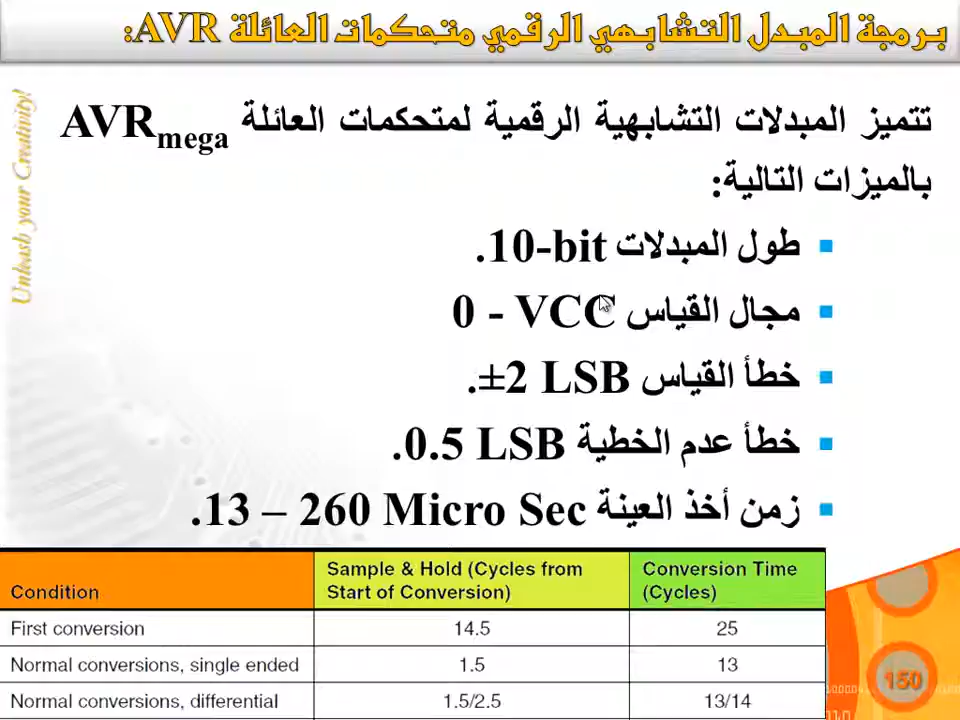 برمجة المبدل التشابهي الرقمي متحكمات العائلة AVR:
Unleash your Creativity!
تتميز المبدلات التشابهية الرقمية لمتحكمات العائلة AVRmega
بالميزات التالية:
طول المبدلات 10-bit.
مجال القياس 0 - VCC
خطأ القياس ±2 LSB.
خطأ عدم الخطية 0.5 LSB.
زمن أخذ العينة 13 – 260 Micro Sec.
Condition Sample & Hold (Cycles from Start of Conversion) Conversion Time (Cycles)
First conversion 14.5 25
Normal conversions, single ended 1.5 13
Normal conversions, differential 1.5/2.5 13/14
150